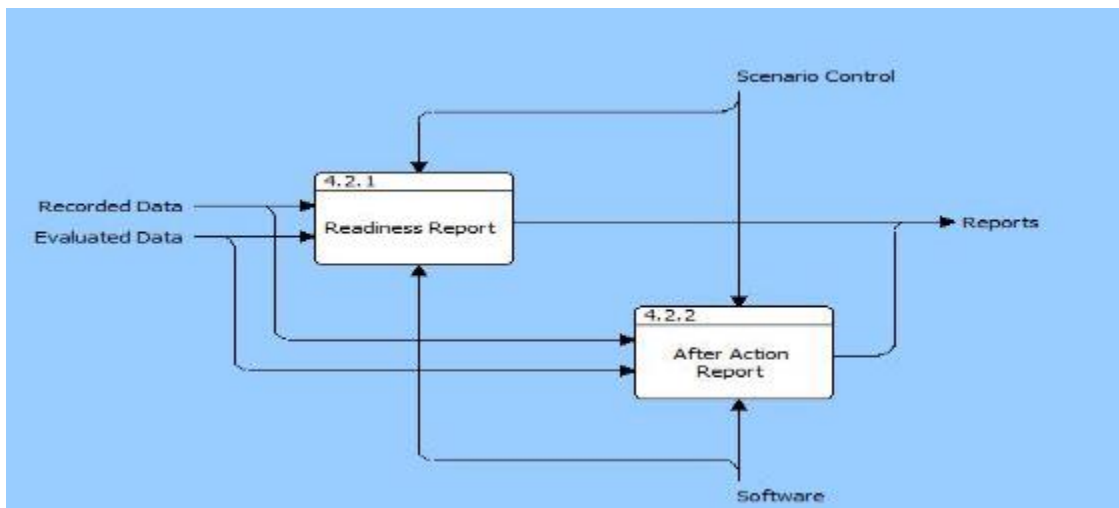 Scenario Control
4.2.1
Recorded Data
Readiness Report
Reports
Evaluated Data
4.2.2
After Action
Report
Software